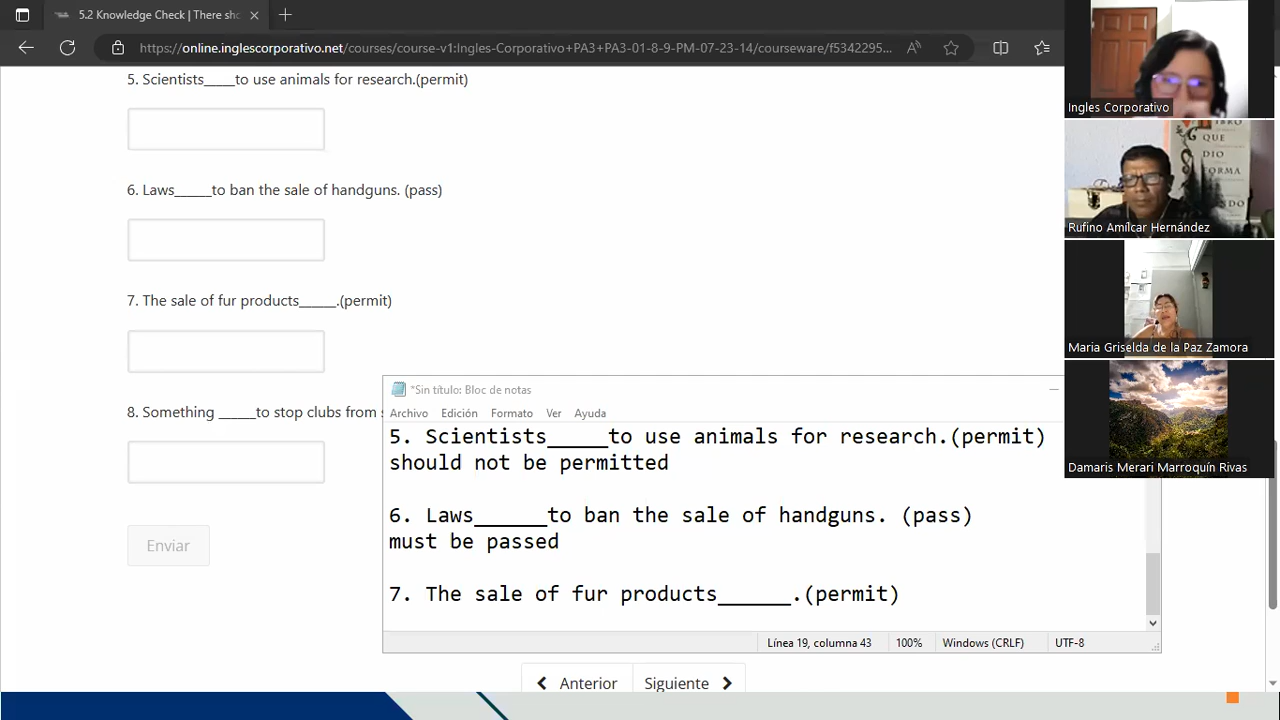 5.2 Knowledge Check | There sho
https://online.inglescorporativo.net/courses/course-v1:Ingles-Corporativo+PA3+PA3-01-8-9-PM-07-23-14/courseware/f5342295...
5. Scientists_____to use animals for research.(permit)
6. Laws______to ban the sale of handguns. (pass)
7. The sale of fur products______.(permit)
8. Something ______to stop clubs from
Enviar
Anterior
Siguiente
*Sin título: Bloc de notas
Archivo Edición Formato Ver Ayuda
5. Scientists_____to use animals for research.(permit)
should not be permitted
6. Laws______to ban the sale of handguns. (pass)
must be passed
7. The sale of fur products______.(permit)
Línea 19, columna 43 100% Windows (CRLF) UTF-8
Ingles Corporativo
QUE
DIO
FORMA
Rufino Amílcar Hernández
Maria Griselda de la Paz Zamora
Damaris Merari Marroquín Rivas